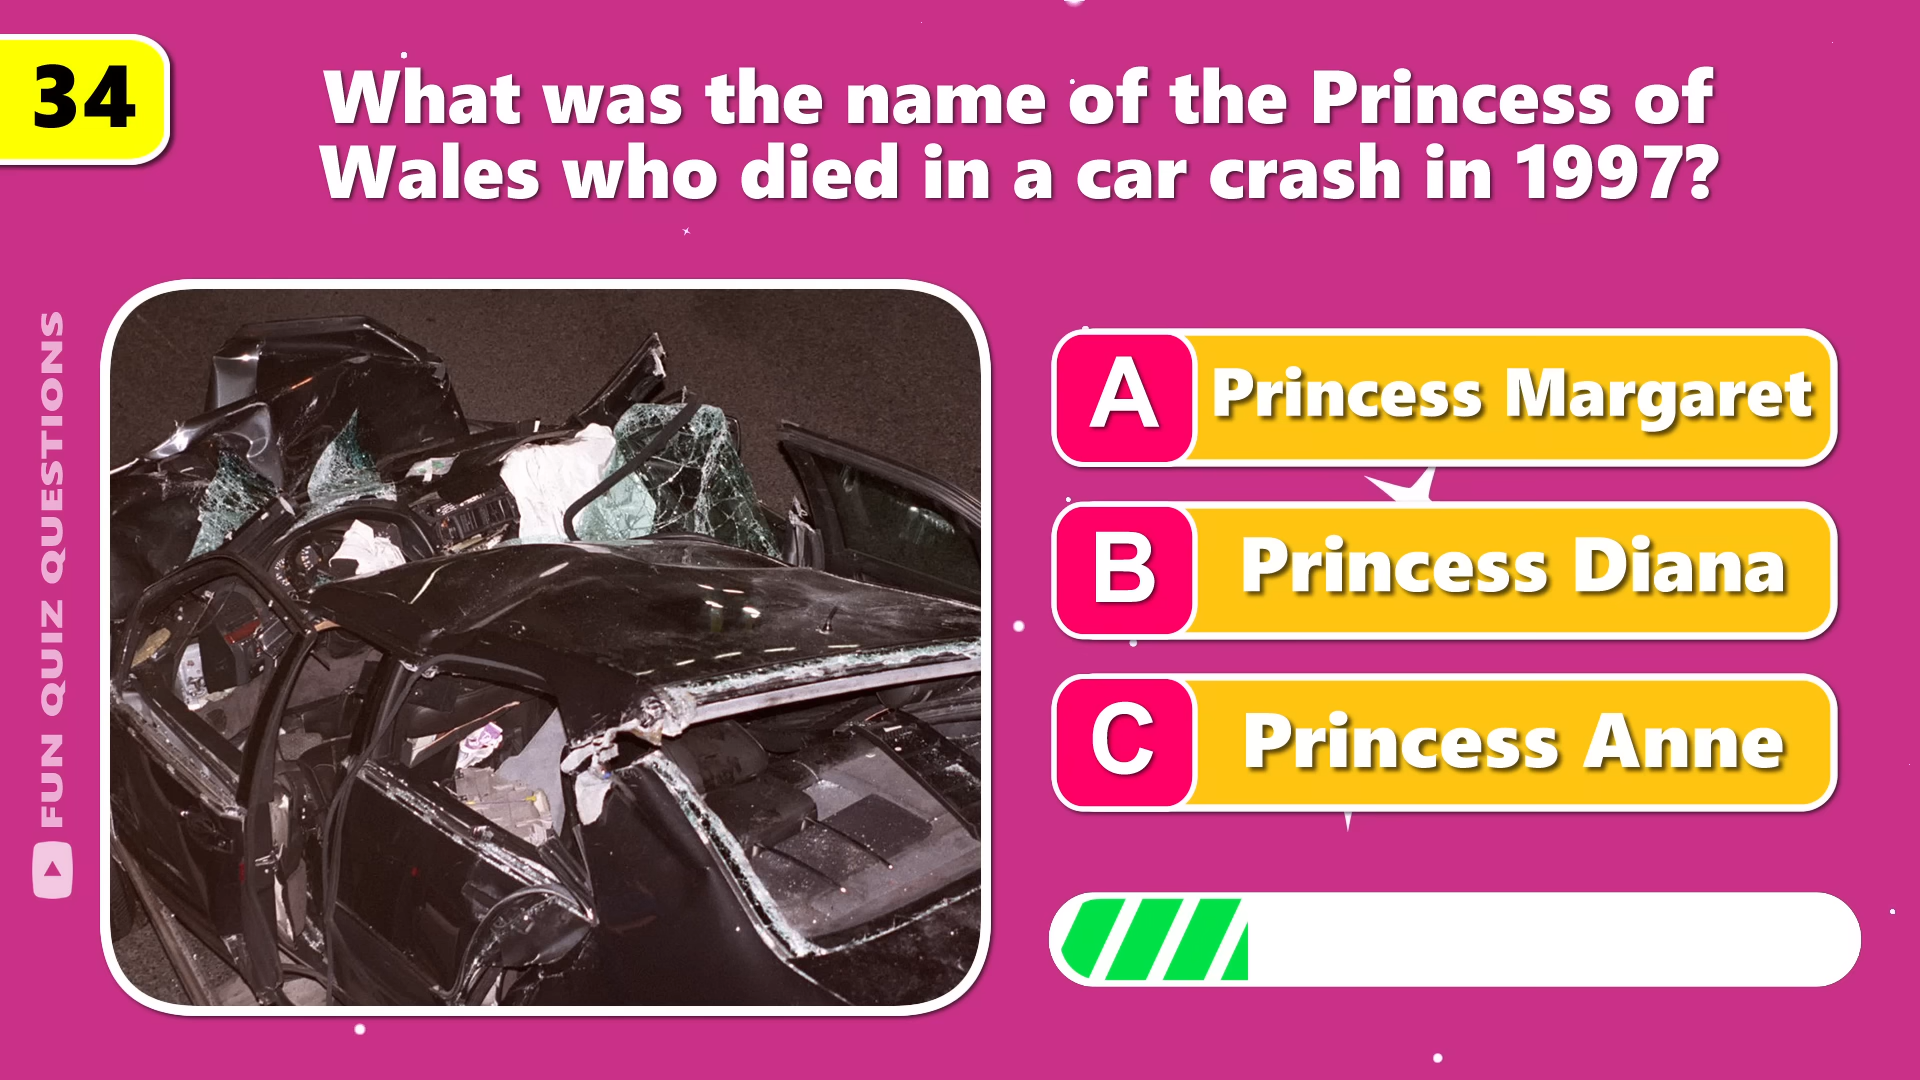 34
What was the name of the Princess of
Wales who died in a car crash in 1997?
FUN QUIZ QUESTIONS
A Princess Margaret
B Princess Diana
C Princess Anne